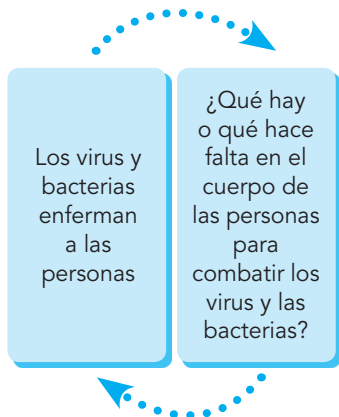 Los virus y
bacterias
enferman
a las
personas
¿Qué hay
o qué hace
falta en el
cuerpo de
las personas
para
combatir los
virus y las
bacterias?